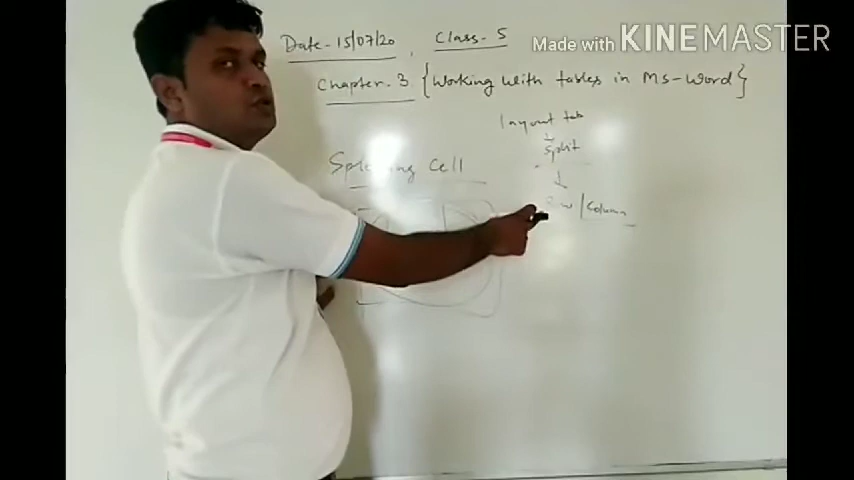 Made with KINEMASTER
Date - 15/07/20, Class - 5
Chapter - 3 {Working with tables in MS-Word}
layout tab
↓
Split
↓
/Column
Cell